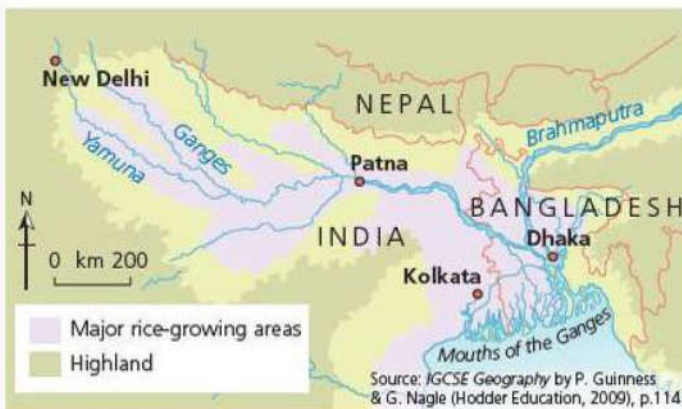 New Delhi
NEPAL
Ganges
Yamuna
Brahmaputra
Patna
BANGLADESH
N
INDIA
Dhaka
0 km 200
Kolkata
Major rice-growing areas
Highland
Mouths of the Ganges
Source: IGCSE Geography by P. Guinness
& G. Nagle (Hodder Education, 2009), p.114